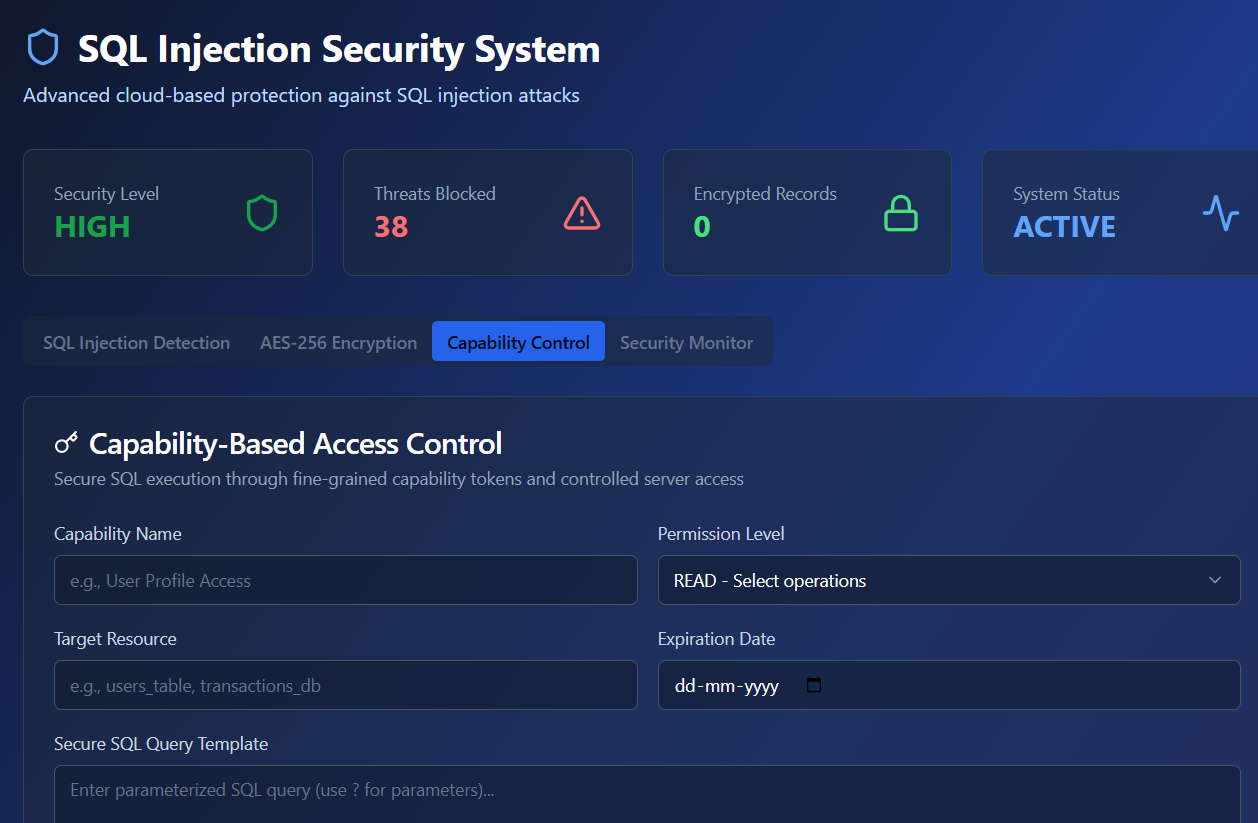 SQL Injection Security System
Advanced cloud-based protection against SQL injection attacks
Security Level
HIGH
Threats Blocked
38
Encrypted Records
0
System Status
ACTIVE
SQL Injection Detection
AES-256 Encryption
Capability Control
Security Monitor
Capability-Based Access Control
Secure SQL execution through fine-grained capability tokens and controlled server access
Capability Name
e.g., User Profile Access
Permission Level
READ - Select operations
Target Resource
e.g., users_table, transactions_db
Expiration Date
dd-mm-yyyy
Secure SQL Query Template
Enter parameterized SQL query (use ? for parameters)...